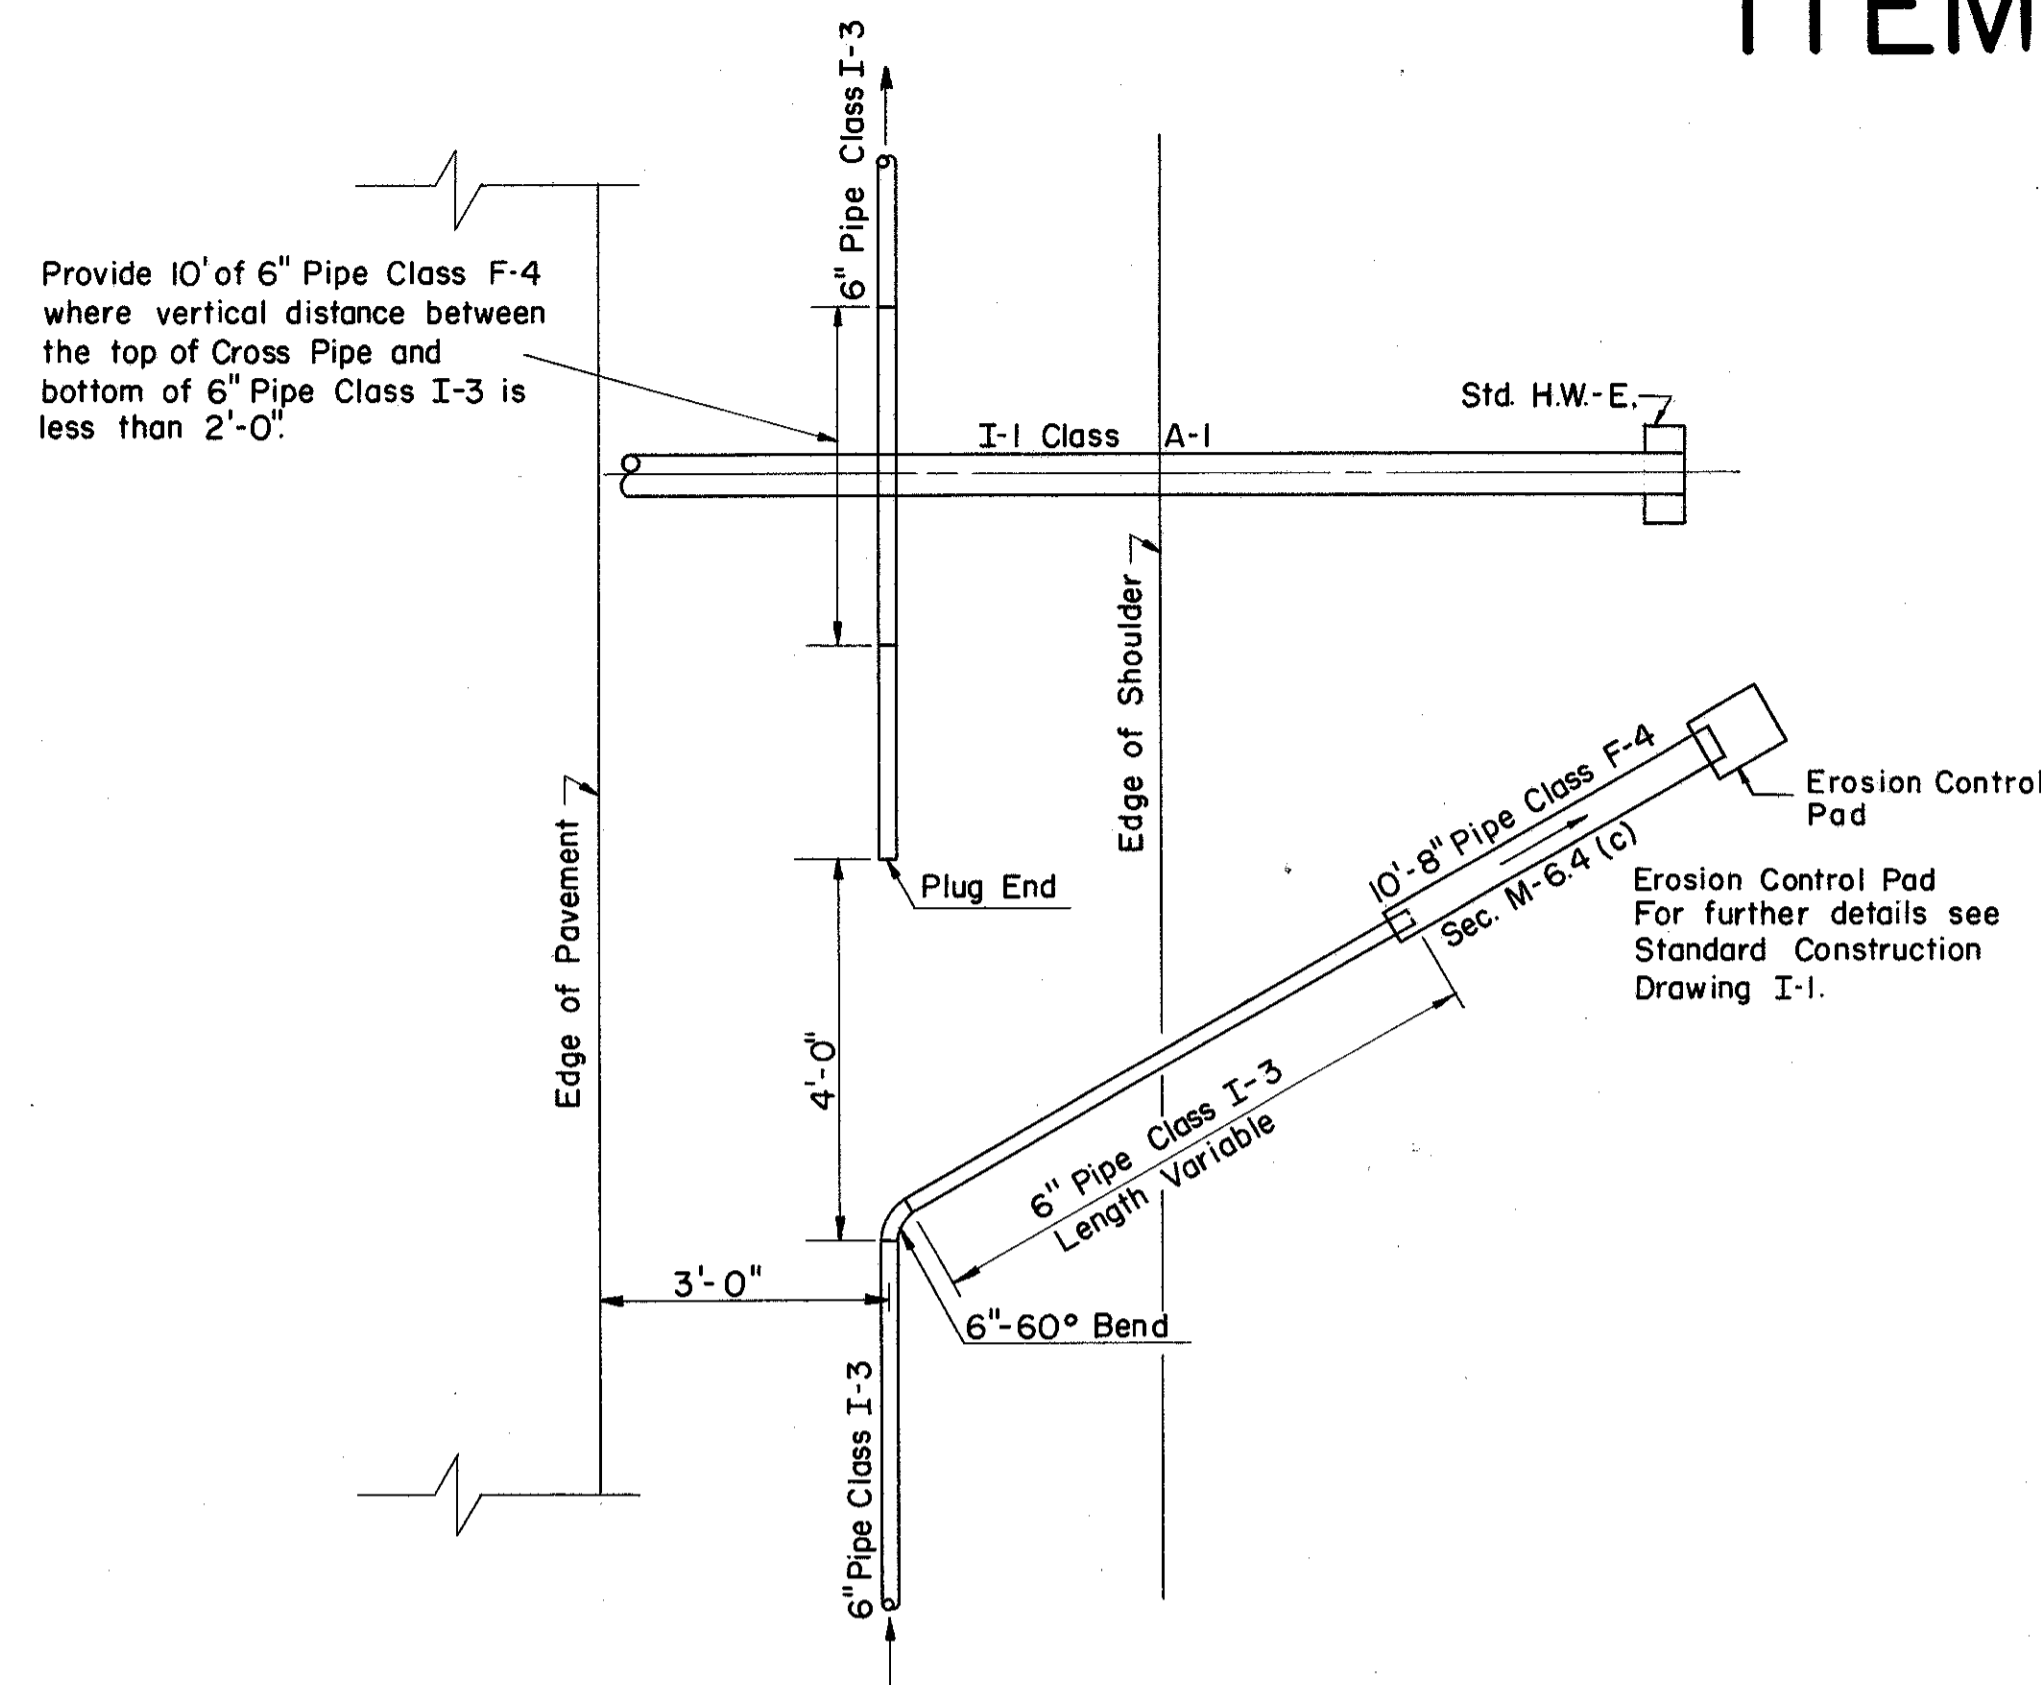 ITEM
6" Pipe Class I-3
Provide 10' of 6" Pipe Class F-4
where vertical distance between
the top of Cross Pipe and
bottom of 6" Pipe Class I-3 is
less than 2'-0".
Std. H.W.-E.
I-1 Class A-1
Edge of Shoulder
Edge of Pavement
Plug End
10'-8" Pipe Class F-4
Sec. M-6.4 (c)
Erosion Control
Pad
Erosion Control Pad
For further details see
Standard Construction
Drawing I-1.
4'-0"
6" Pipe Class I-3
Length Variable
3'-0"
6"-60° Bend
6" Pipe Class I-3